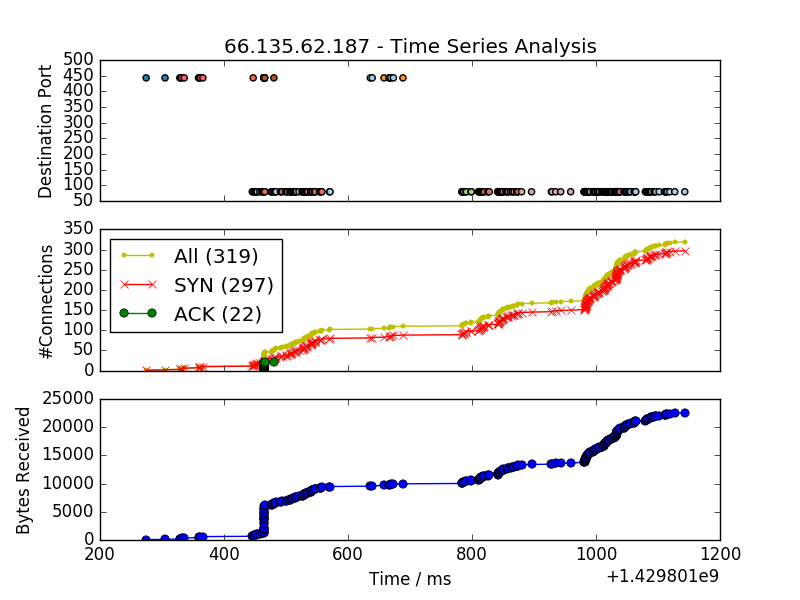 66.135.62.187 - Time Series Analysis
Destination Port
500
450
400
350
300
250
200
150
100
50
#Connections
350
300
250
200
150
100
50
0
All (319)
SYN (297)
ACK (22)
Bytes Received
25000
20000
15000
10000
5000
0
200 400 600 800 1000 1200
Time / ms
+1.429801e9